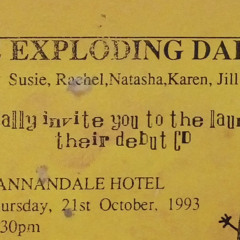 EXPLODING DA
Susie, Rachel,Natasha,Karen, Jill
ally invite you to the lau
their debut CD
ANNANDALE HOTEL
ursday, 21st October, 1993
30pm